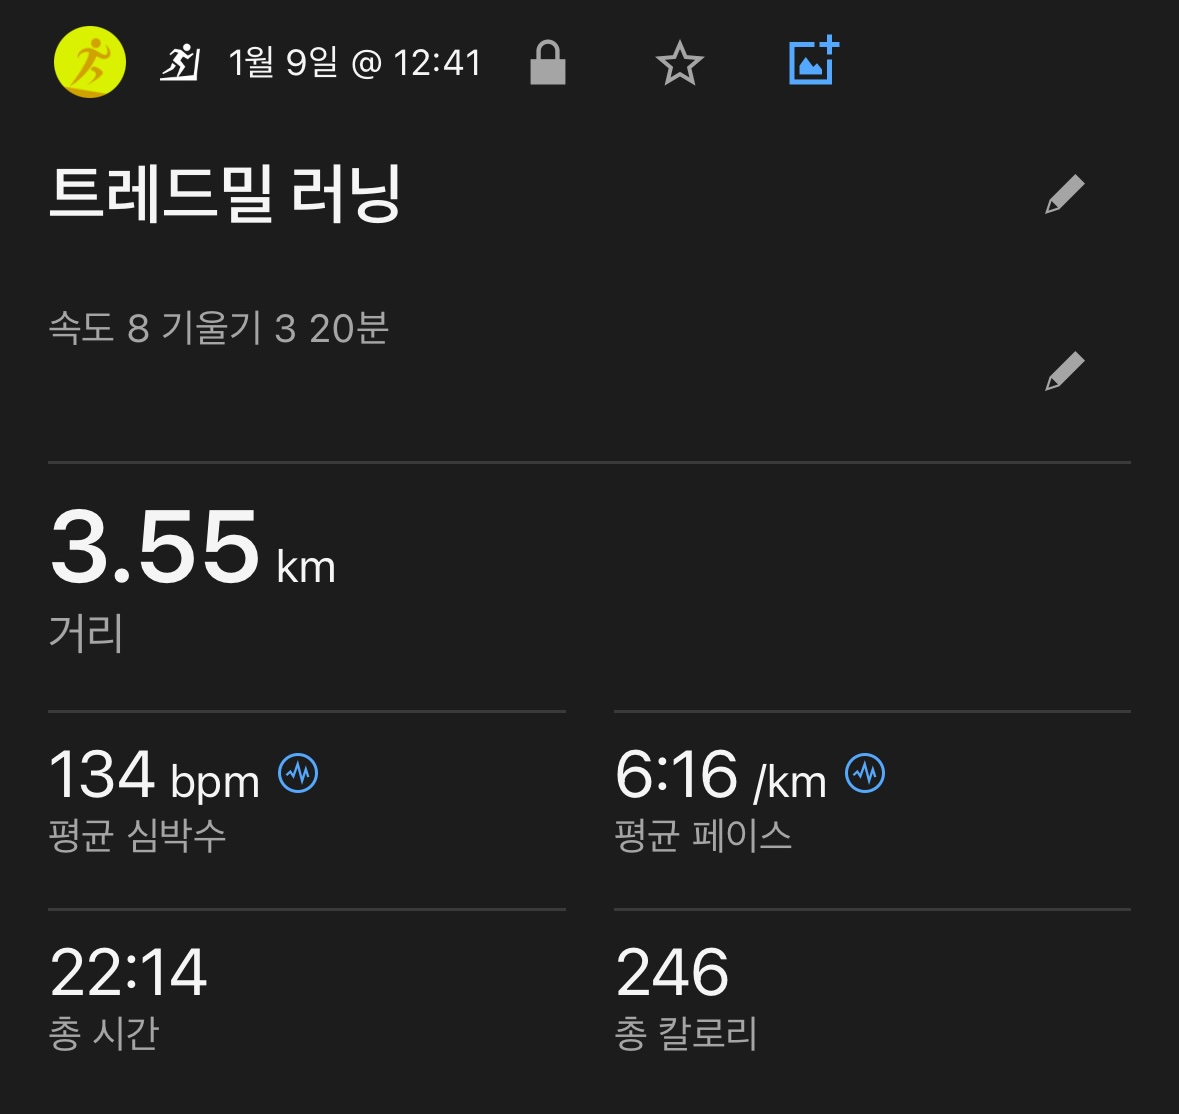 1월 9일 @ 12:41
트레드밀 러닝
속도 8 기울기 3 20분
3.55 km
거리
134 bpm
평균 심박수
6:16 /km
평균 페이스
22:14
총 시간
246
총 칼로리